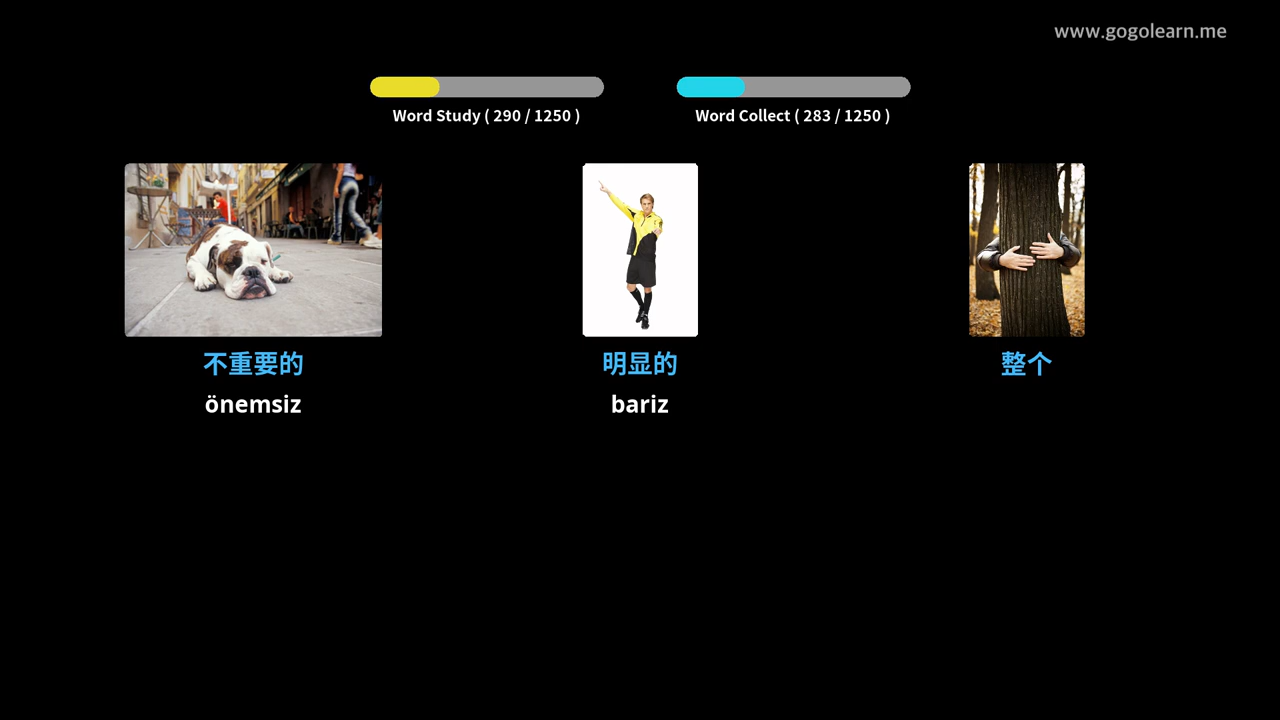 www.gogolearn.me
Word Study ( 290 / 1250 )
Word Collect ( 283 / 1250 )
不重要的
明显的
整个
önemsiz
bariz